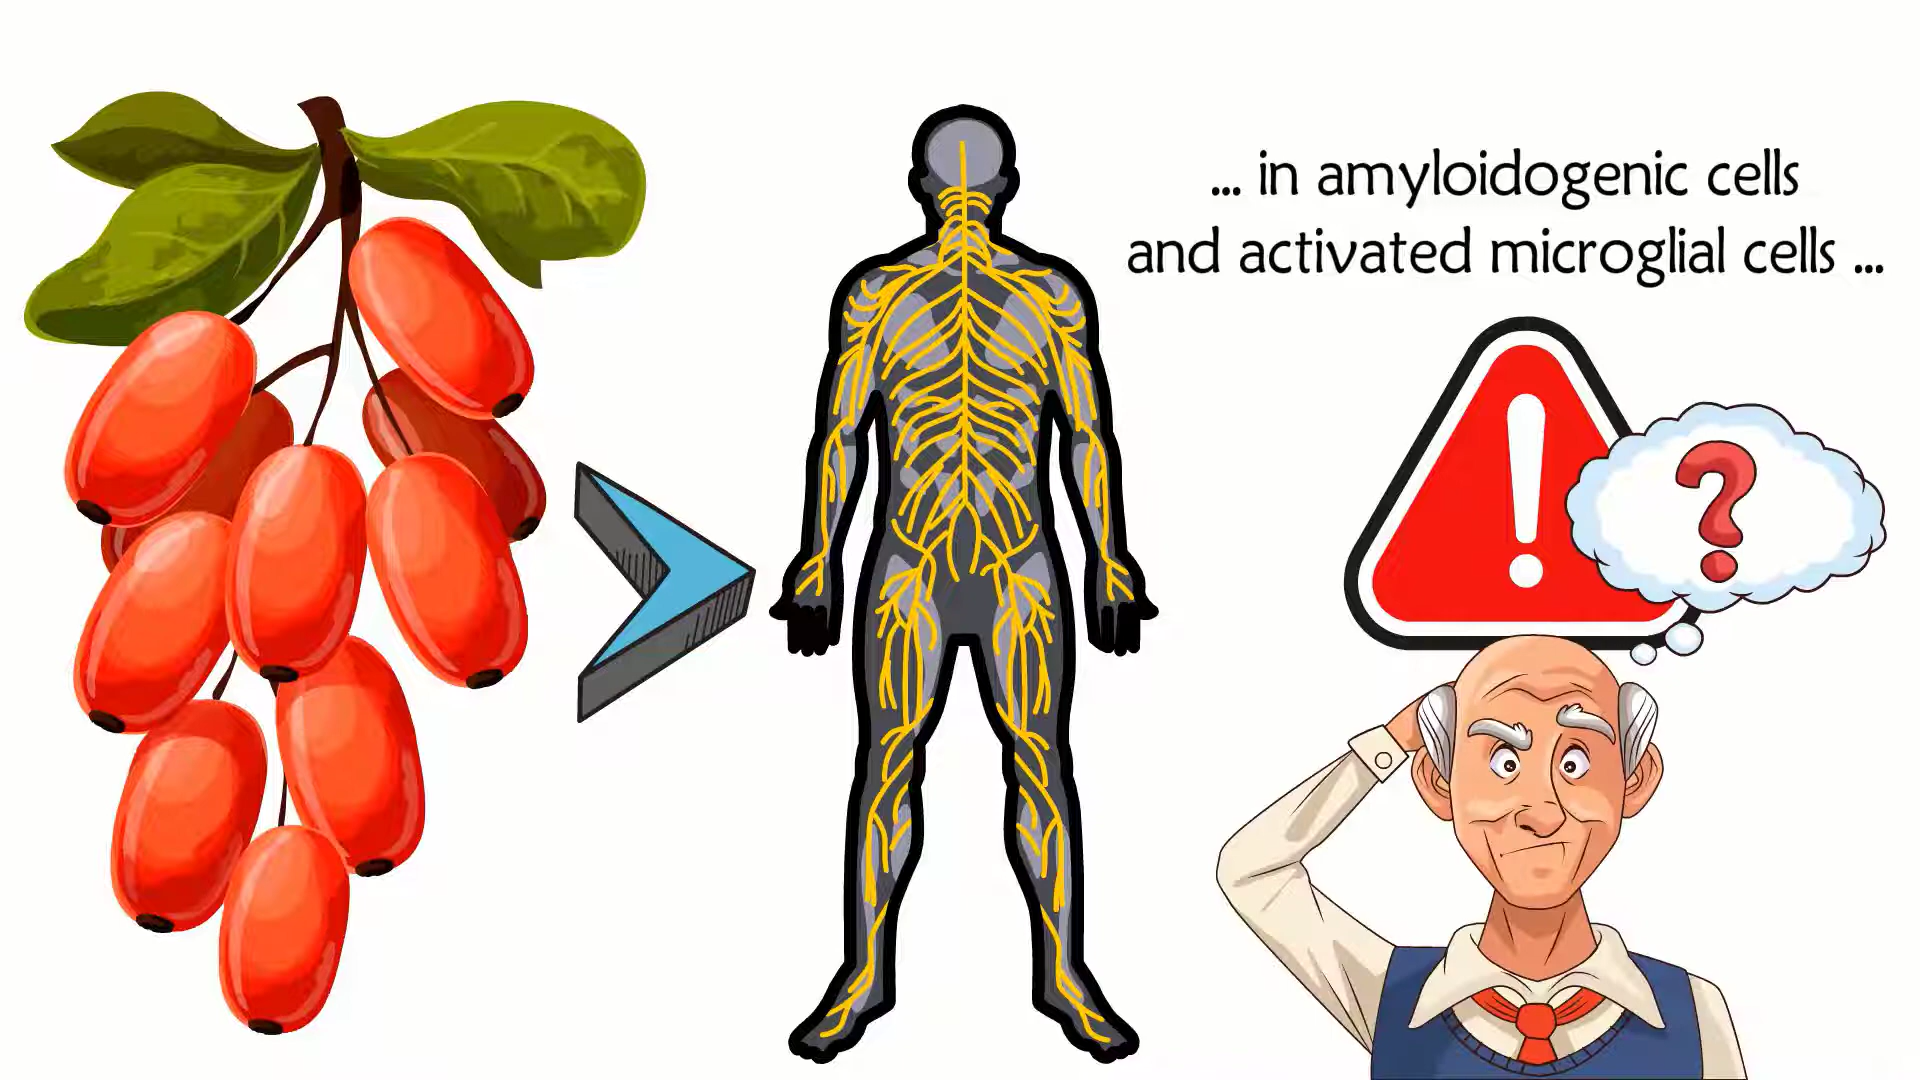 ... in amyloidogenic cells
and activated microglial cells ...
?